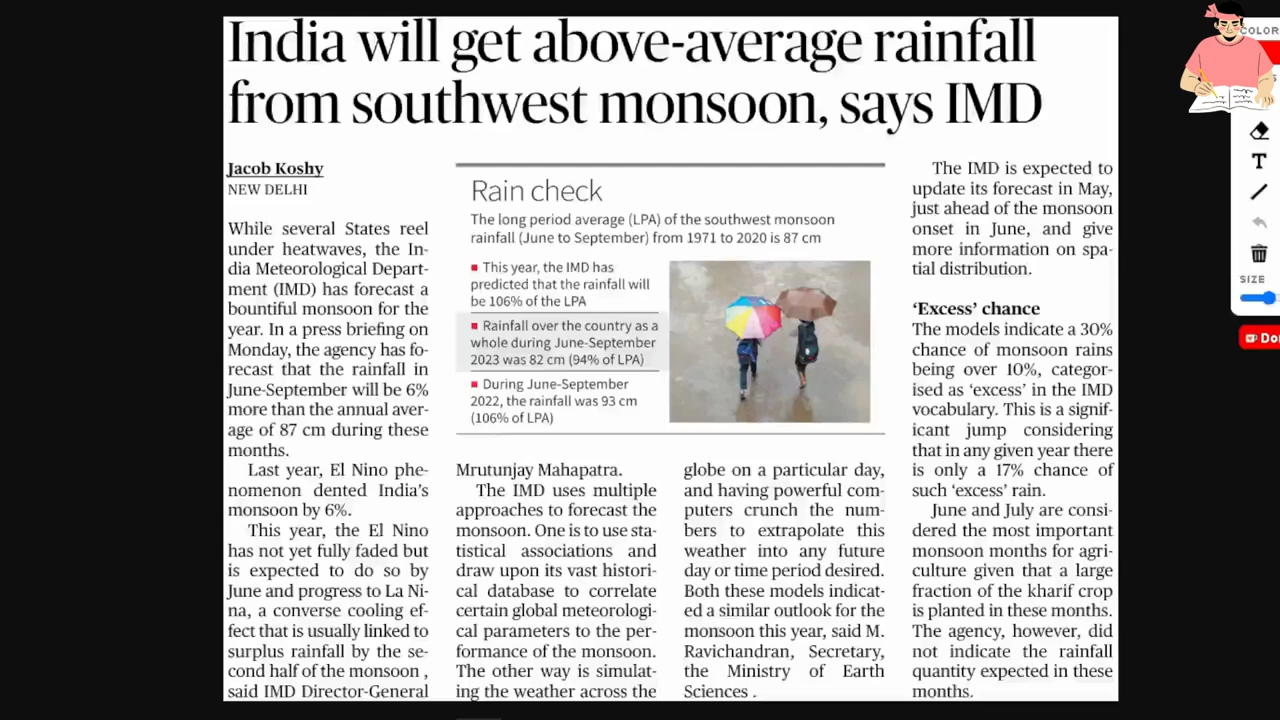 India will get above-average rainfall
from southwest monsoon, says IMD
Jacob Koshy
NEW DELHI
While several States reel
under heatwaves, the In-
dia Meteorological Depart-
ment (IMD) has forecast a
bountiful monsoon for the
year. In a press briefing on
Monday, the agency has fo-
recast that the rainfall in
June-September will be 6%
more than the annual aver-
age of 87 cm during these
months.
Last year, El Nino phe-
nomenon dented India's
monsoon by 6%.
This year, the El Nino
has not yet fully faded but
is expected to do so by
June and progress to La Ni-
na, a converse cooling ef-
fect that is usually linked to
surplus rainfall by the se-
cond half of the monsoon ,
said IMD Director-General
Rain check
The long period average (LPA) of the southwest monsoon
rainfall (June to September) from 1971 to 2020 is 87 cm
■ This year, the IMD has
predicted that the rainfall will
be 106% of the LPA
■ Rainfall over the country as a
whole during June-September
2023 was 82 cm (94% of LPA)
■ During June-September
2022, the rainfall was 93 cm
(106% of LPA)
Mrutunjay Mahapatra.
The IMD uses multiple
approaches to forecast the
monsoon. One is to use sta-
tistical associations and
draw upon its vast histori-
cal database to correlate
certain global meteorologi-
cal parameters to the per-
formance of the monsoon.
The other way is simulat-
ing the weather across the
globe on a particular day,
and having powerful com-
puters crunch the num-
bers to extrapolate this
weather into any future
day or time period desired.
Both these models indicat-
ed a similar outlook for the
monsoon this year, said M.
Ravichandran, Secretary,
the Ministry of Earth
Sciences .
The IMD is expected to
update its forecast in May,
just ahead of the monsoon
onset in June, and give
more information on spa-
tial distribution.
'Excess' chance
The models indicate a 30%
chance of monsoon rains
being over 10%, categor-
ised as 'excess' in the IMD
vocabulary. This is a signif-
icant jump considering
that in any given year there
is only a 17% chance of
such 'excess' rain.
June and July are consi-
dered the most important
monsoon months for agri-
culture given that a large
fraction of the kharif crop
is planted in these months.
The agency, however, did
not indicate the rainfall
quantity expected in these
months.
COLOR
T
SIZE
Do